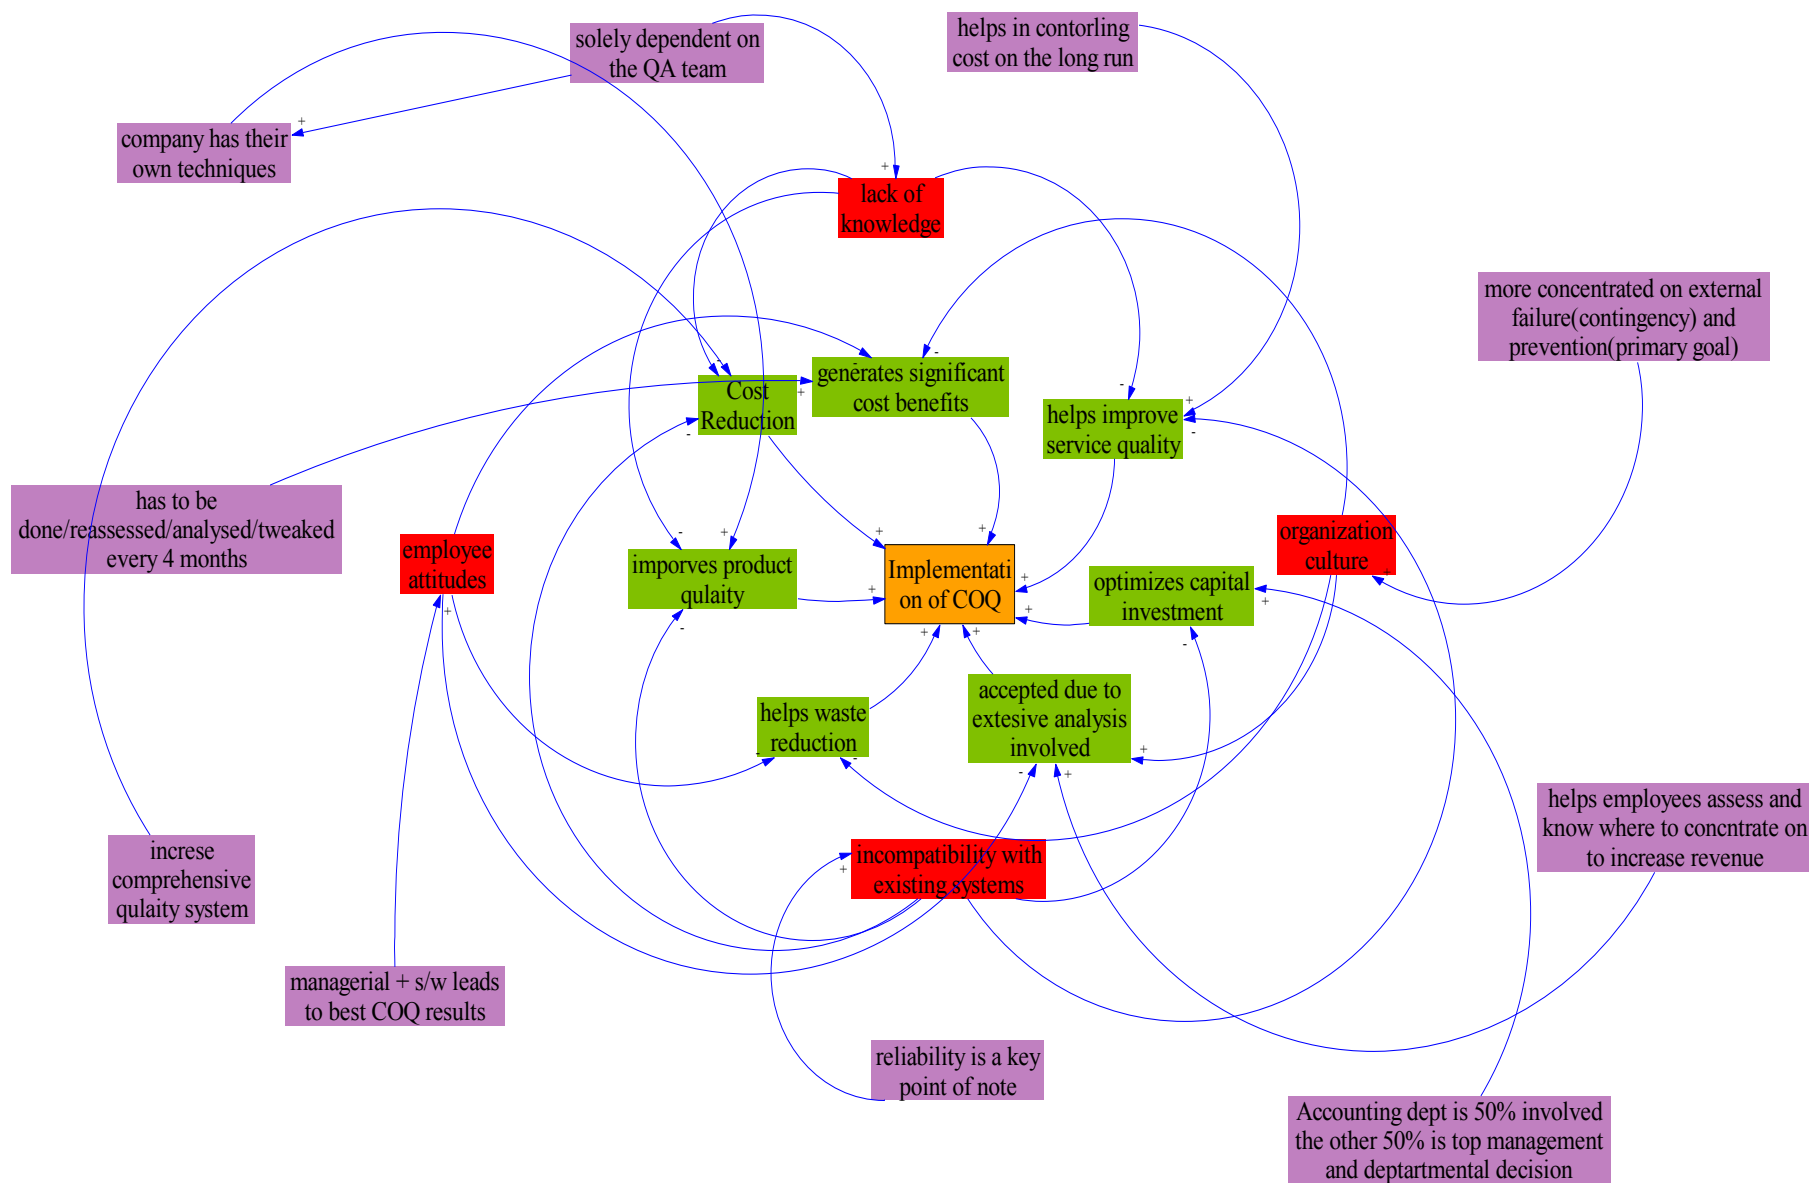 solely dependent on
the QA team
helps in contorling
cost on the long run
company has their
own techniques
lack of
knowledge
more concentrated on external
failure(contingency) and
prevention(primary goal)
generates significant
cost benefits
Cost
Reduction
helps improve
service quality
has to be
done/reassessed/analysed/tweaked
every 4 months
employee
attitudes
imporves product
qulaity
Implementati
on of COQ
optimizes capital
investment
organization
culture
helps waste
reduction
accepted due to
extesive analysis
involved
helps employees assess and
know where to concntrate on
to increase revenue
increse
comprehensive
qulaity system
incompatibility with
existing systems
managerial + s/w leads
to best COQ results
reliability is a key
point of note
Accounting dept is 50% involved
the other 50% is top management
and deptartmental decision